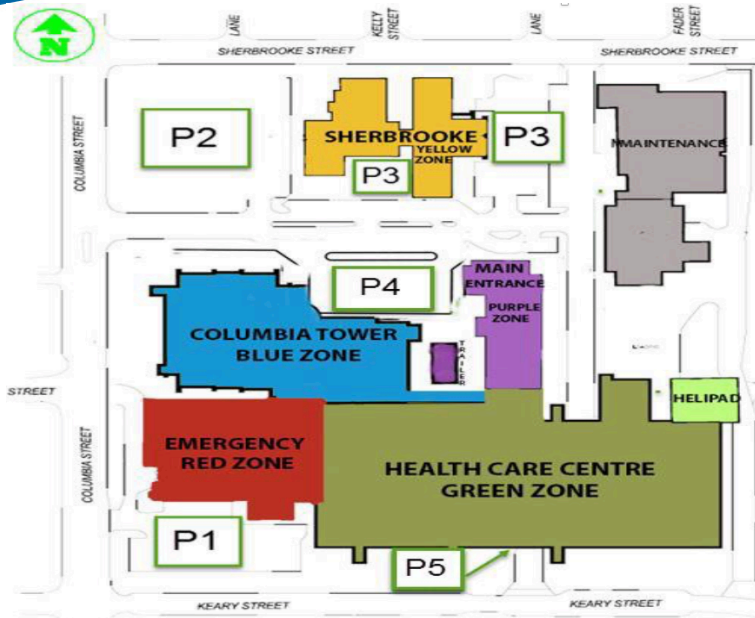 N
LANE
KELLY
STREET
LANE
FADER
STREET
SHERBROOKE STREET
SHERBROOKE STREET
COLUMBIA STREET
P2
SHERBROOKE
YELLOW
ZONE
P3
P3
MAINTENANCE
P4
MAIN
ENTRANCE
PURPLE
ZONE
COLUMBIA TOWER
BLUE ZONE
TRAILER
STREET
HELIPAD
COLUMBIA STREET
EMERGENCY
RED ZONE
HEALTH CARE CENTRE
GREEN ZONE
P1
P5
KEARY STREET
KEARY STREET